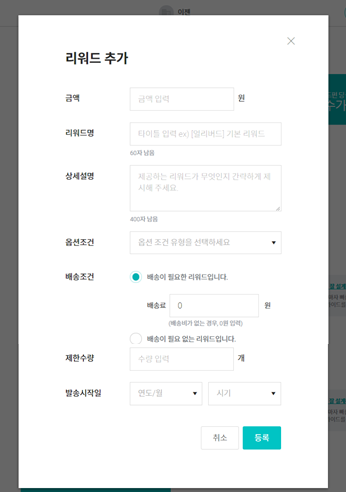 이젠
리워드 추가
금액
금액 입력
원
리워드명
타이틀 입력 ex) [얼리버드] 기본 리워드
60자 남음
상세설명
제공하는 리워드가 무엇인지 간략하게 제
시해 주세요.
400자 남음
옵션조건
옵션 조건 유형을 선택하세요.
배송조건
배송이 필요한 리워드입니다.
배송료
0
원
(배송비가 없는 경우, 0원 입력)
배송이 필요 없는 리워드입니다.
제한수량
수량 입력
개
발송시작일
연도/월
시기
취소
등록